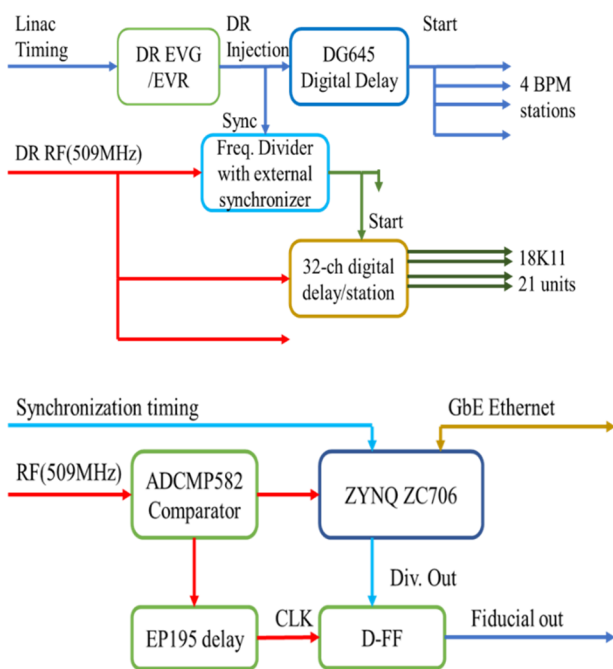 Linac
Timing
DR EVG
/EVR
DR
Injection
DG645
Digital Delay
Start
4 BPM
stations
Sync
DR RF(509MHz)
Freq. Divider
with external
synchronizer
Start
32-ch digital
delay/station
18K11
21 units
Synchronization timing
GbE Ethernet
RF(509MHz)
ADCMP582
Comparator
ZYNQ ZC706
Div. Out
EP195 delay
CLK
D-FF
Fiducial out